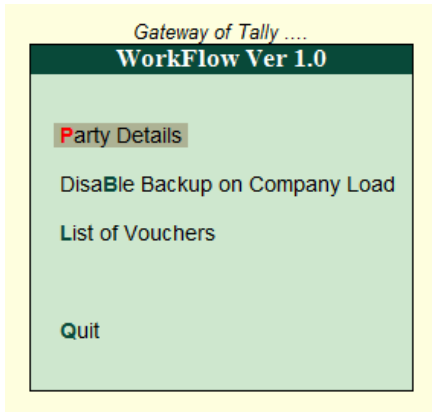 Gateway of Tally ....
WorkFlow Ver 1.0
Party Details
DisaBle Backup on Company Load
List of Vouchers
Quit